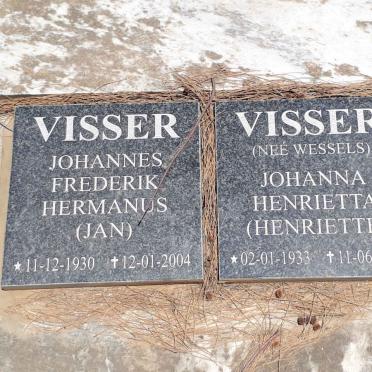 VISSER
JOHANNES
FREDERIK
HERMANUS
(JAN)
★11-12-1930 ✝12-01-2004
VISSER
(NEÉ WESSELS)
JOHANNA
HENRIETTA
(HENRIETTE
★02-01-1933 ✝11-06